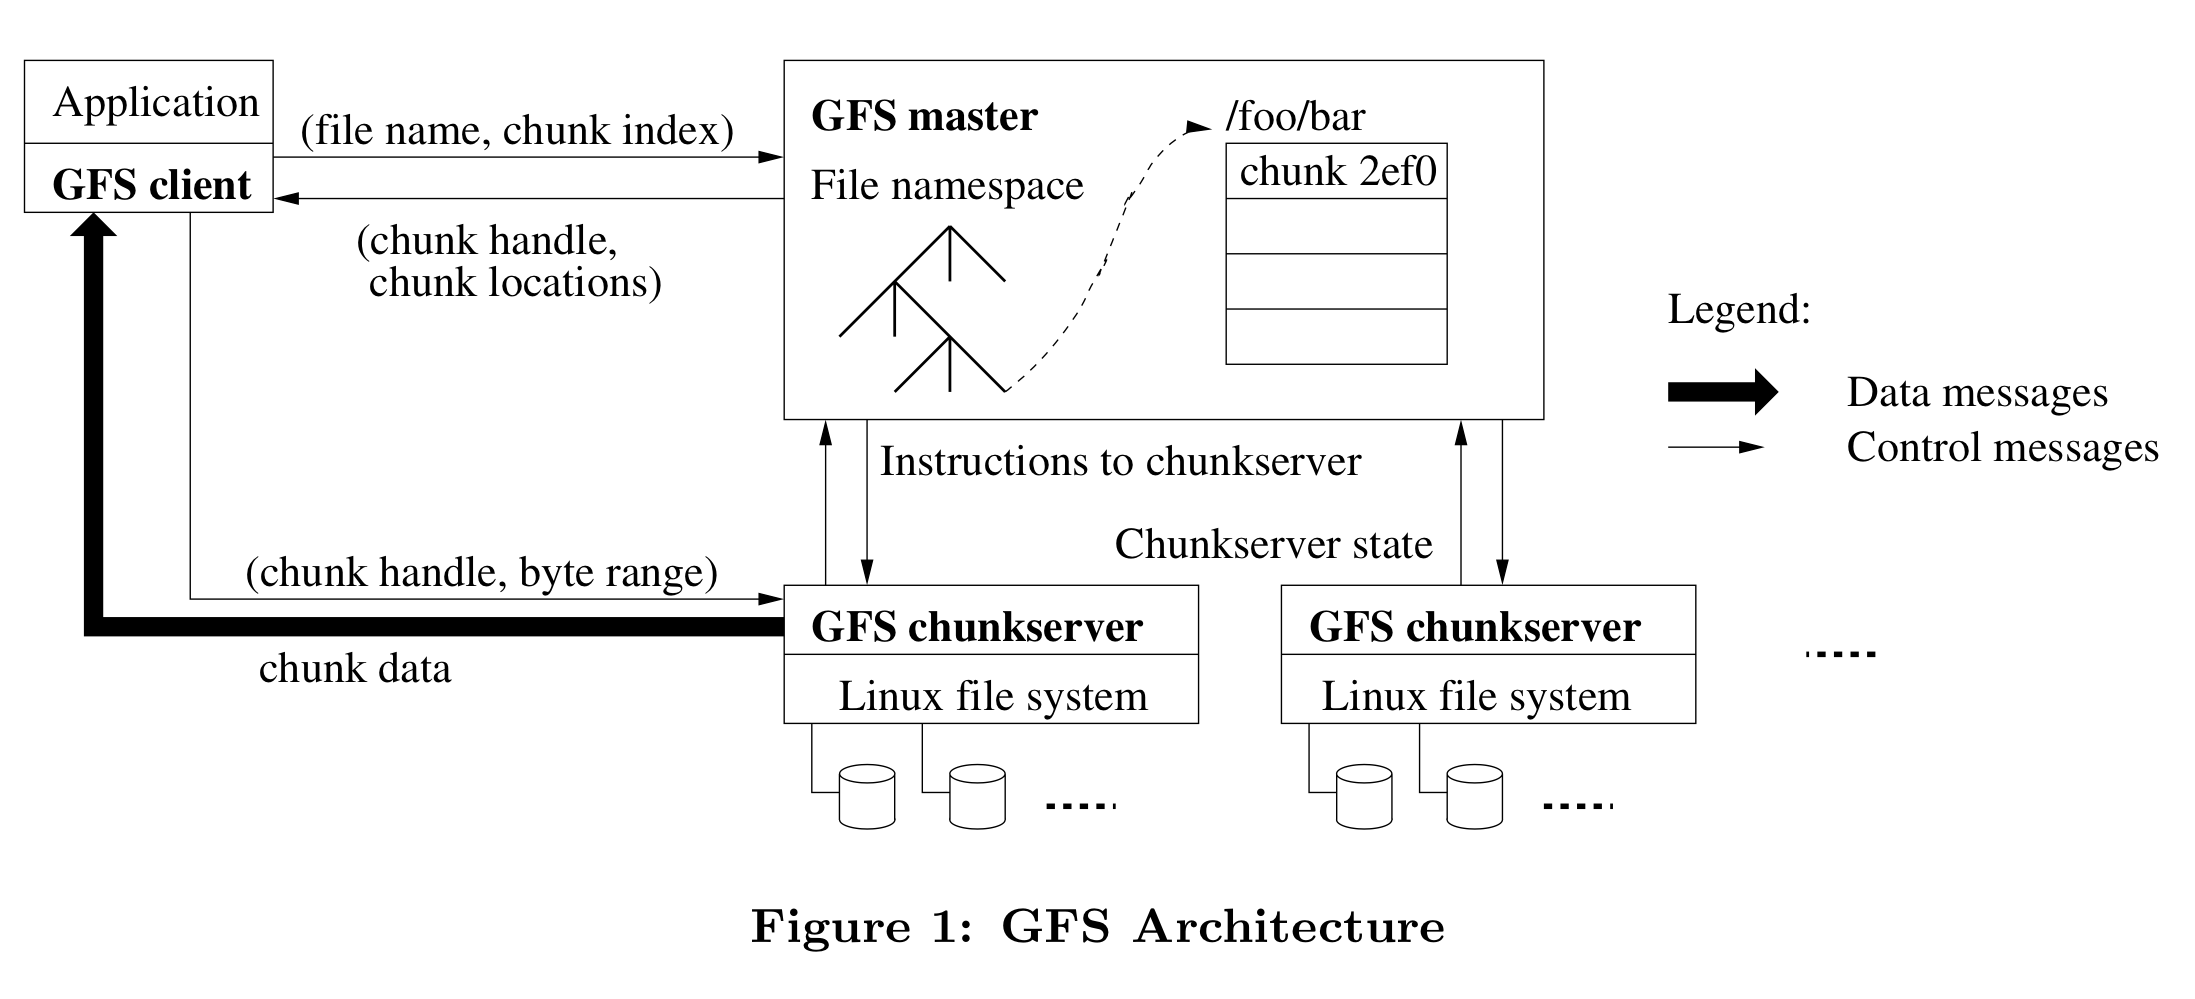 Application
GFS client
(file name, chunk index)
(chunk handle,
chunk locations)
GFS master
File namespace
/foo/bar
chunk 2ef0
Legend:
Data messages
Control messages
Instructions to chunkserver
Chunkserver state
(chunk handle, byte range)
chunk data
GFS chunkserver
Linux file system
GFS chunkserver
Linux file system
Figure 1: GFS Architecture